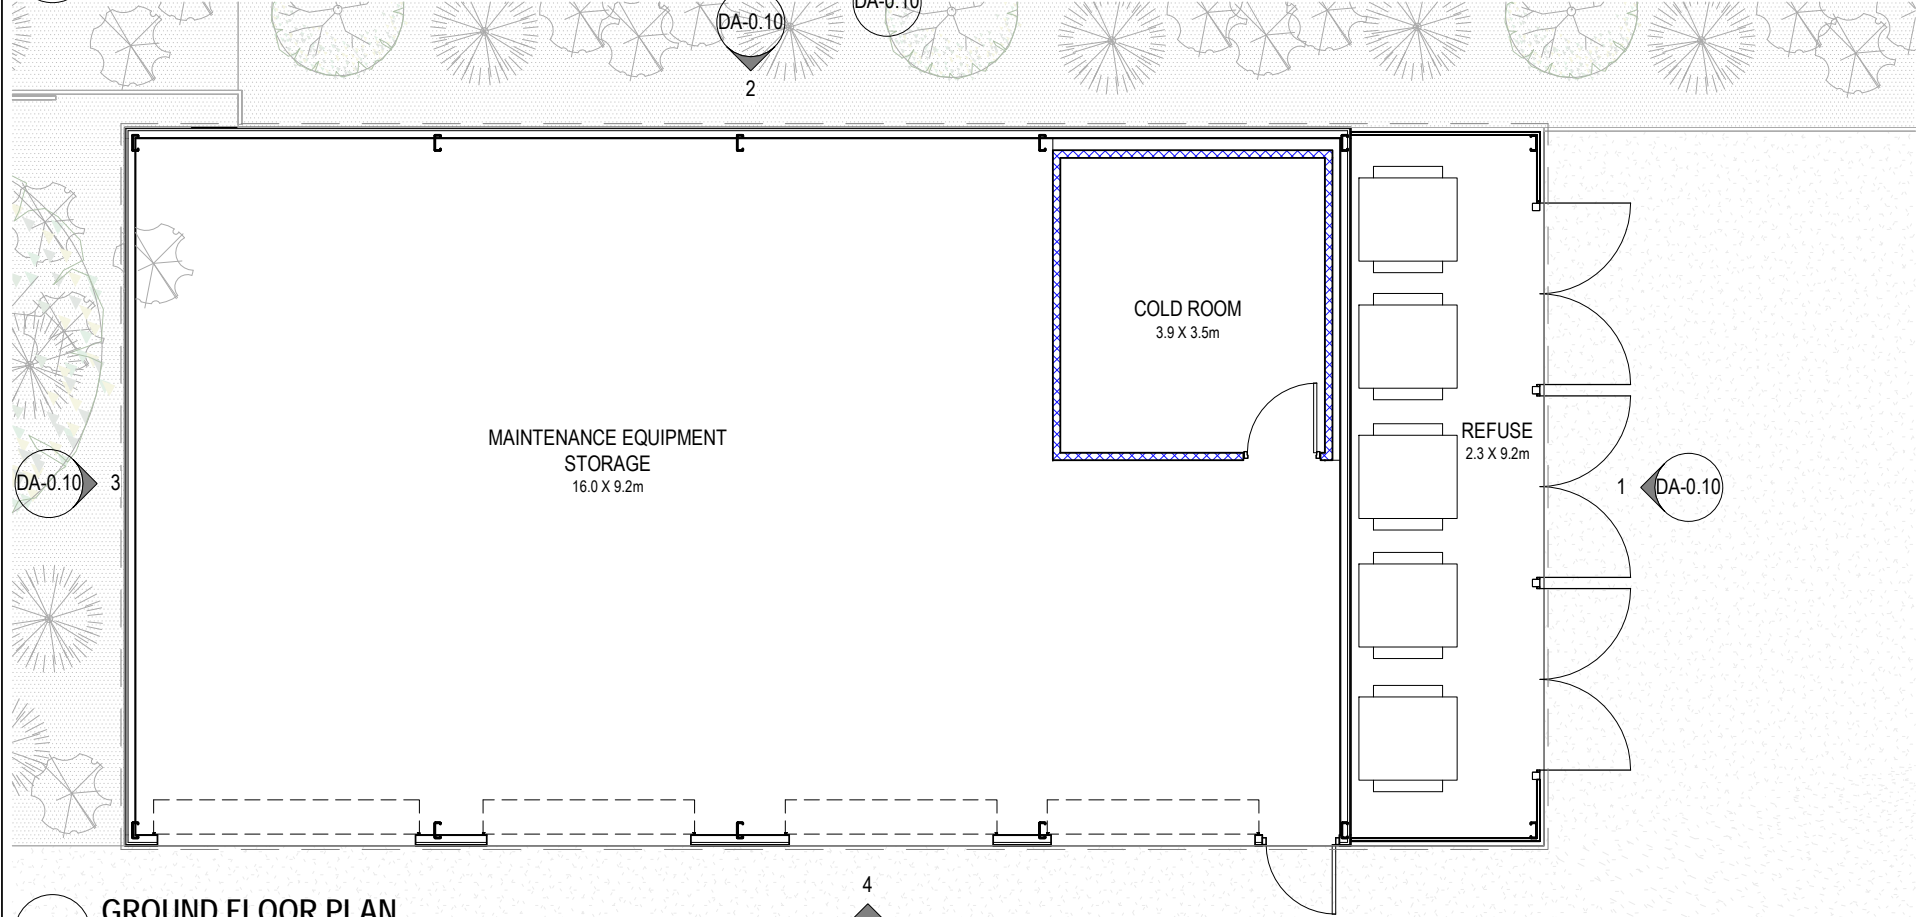 DA-0.10
DA-0.10
2
COLD ROOM
3.9 X 3.5m
MAINTENANCE EQUIPMENT
STORAGE
16.0 X 9.2m
REFUSE
2.3 X 9.2m
DA-0.10
3
1
DA-0.10
4
GROUND FLOOR PLAN